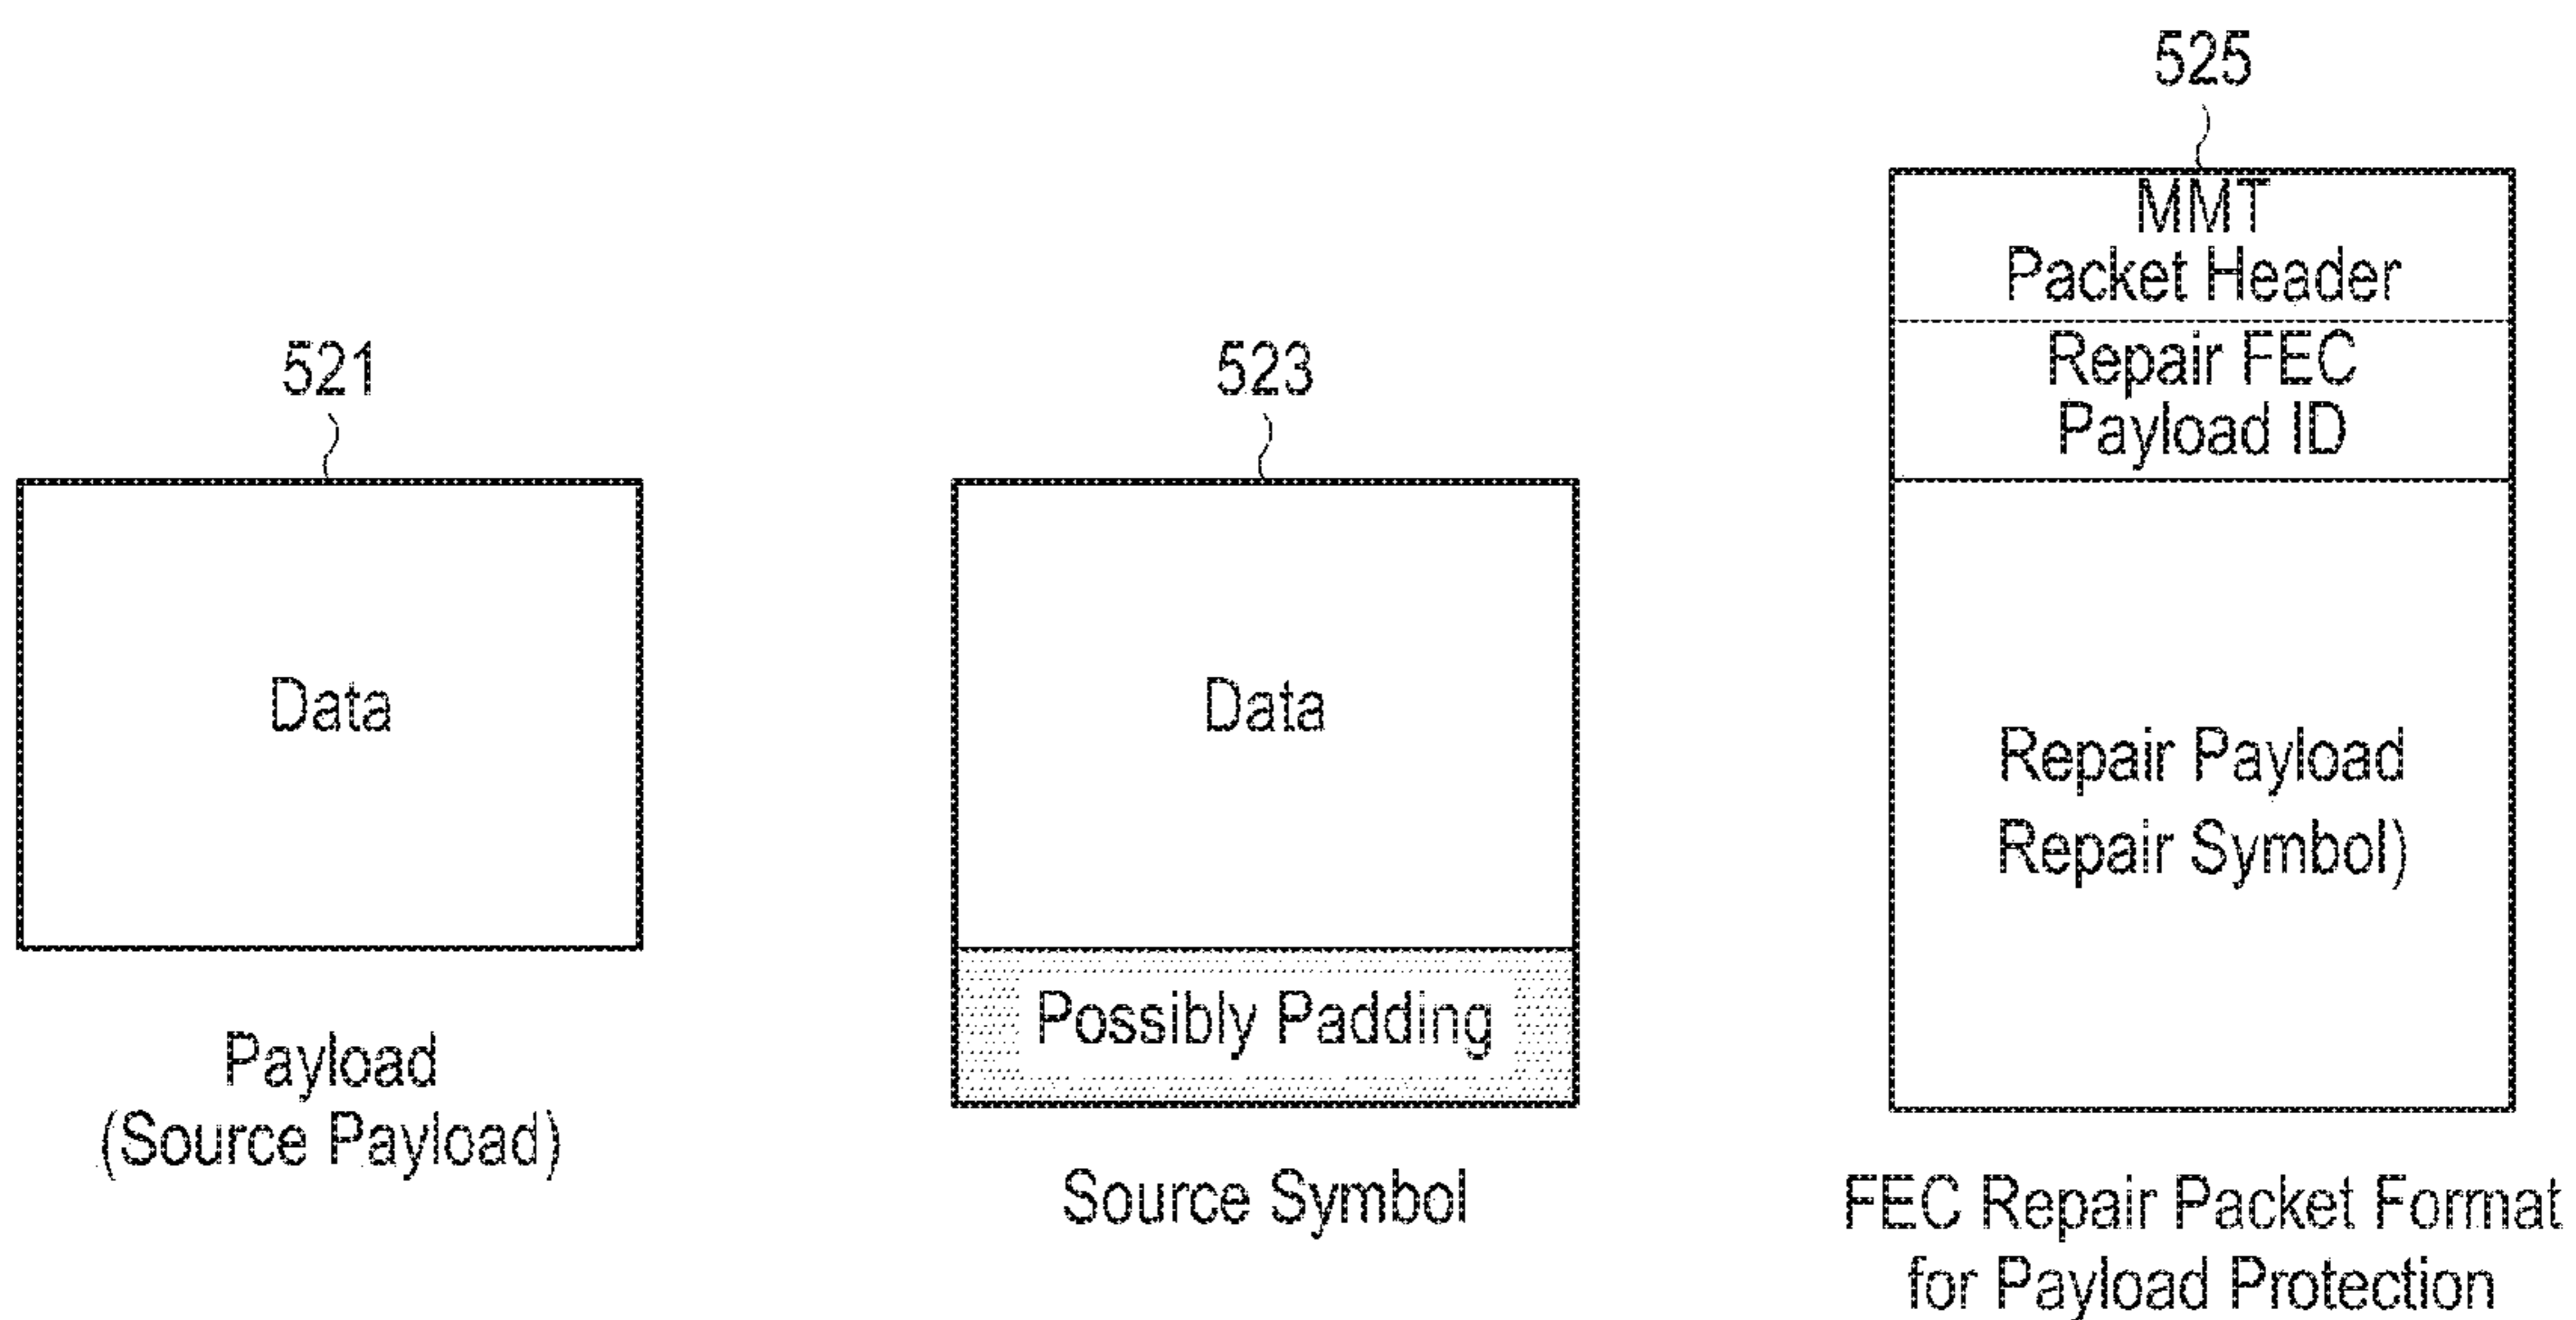 525
MMT
Packet Header
Repair FEC
Payload ID
521
523
Data
Data
Repair Payload
Repair Symbol)
Possibly Padding
Payload
(Source Payload)
Source Symbol
FEC Repair Packet Format
for Payload Protection